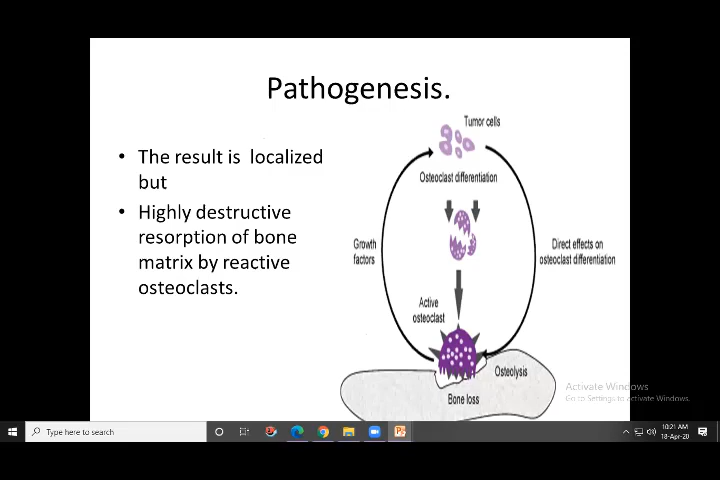 Pathogenesis.
• The result is localized
but
• Highly destructive
resorption of bone
matrix by reactive
osteoclasts.
Tumor cells
Osteoclast differentiation
Growth
factors
Direct effects on
osteoclast differentiation
Active
osteoclast
Osteolysis
Bone loss
Activate Windows
Go to Settings to activate Windows.
Type here to search
10:21 AM
18-Apr-20